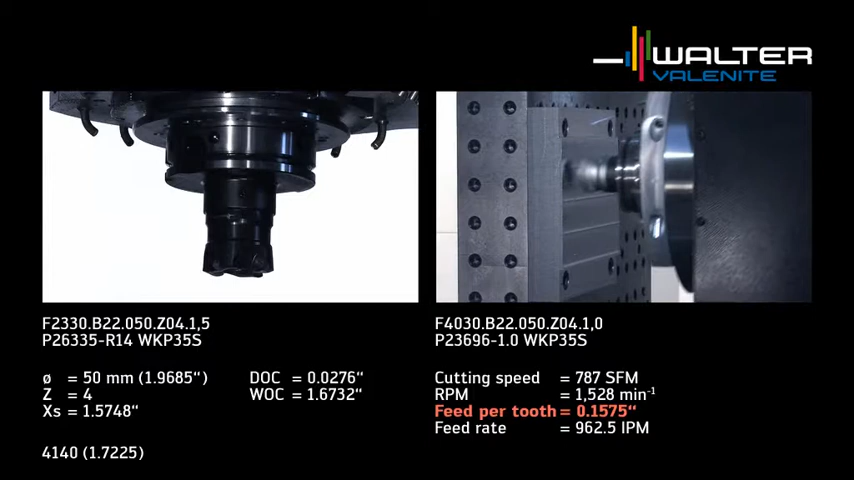 WALTER
VALENITE
F2330.B22.050.Z04.1,5
P26335-R14 WKP35S
ø = 50 mm (1.9685“)
Z = 4
Xs = 1.5748“
DOC = 0.0276“
WOC = 1.6732“
4140 (1.7225)
F4030.B22.050.Z04.1,0
P23696-1.0 WKP35S
Cutting speed = 787 SFM
RPM = 1,528 min-1
Feed per tooth = 0.1575“
Feed rate = 962.5 IPM